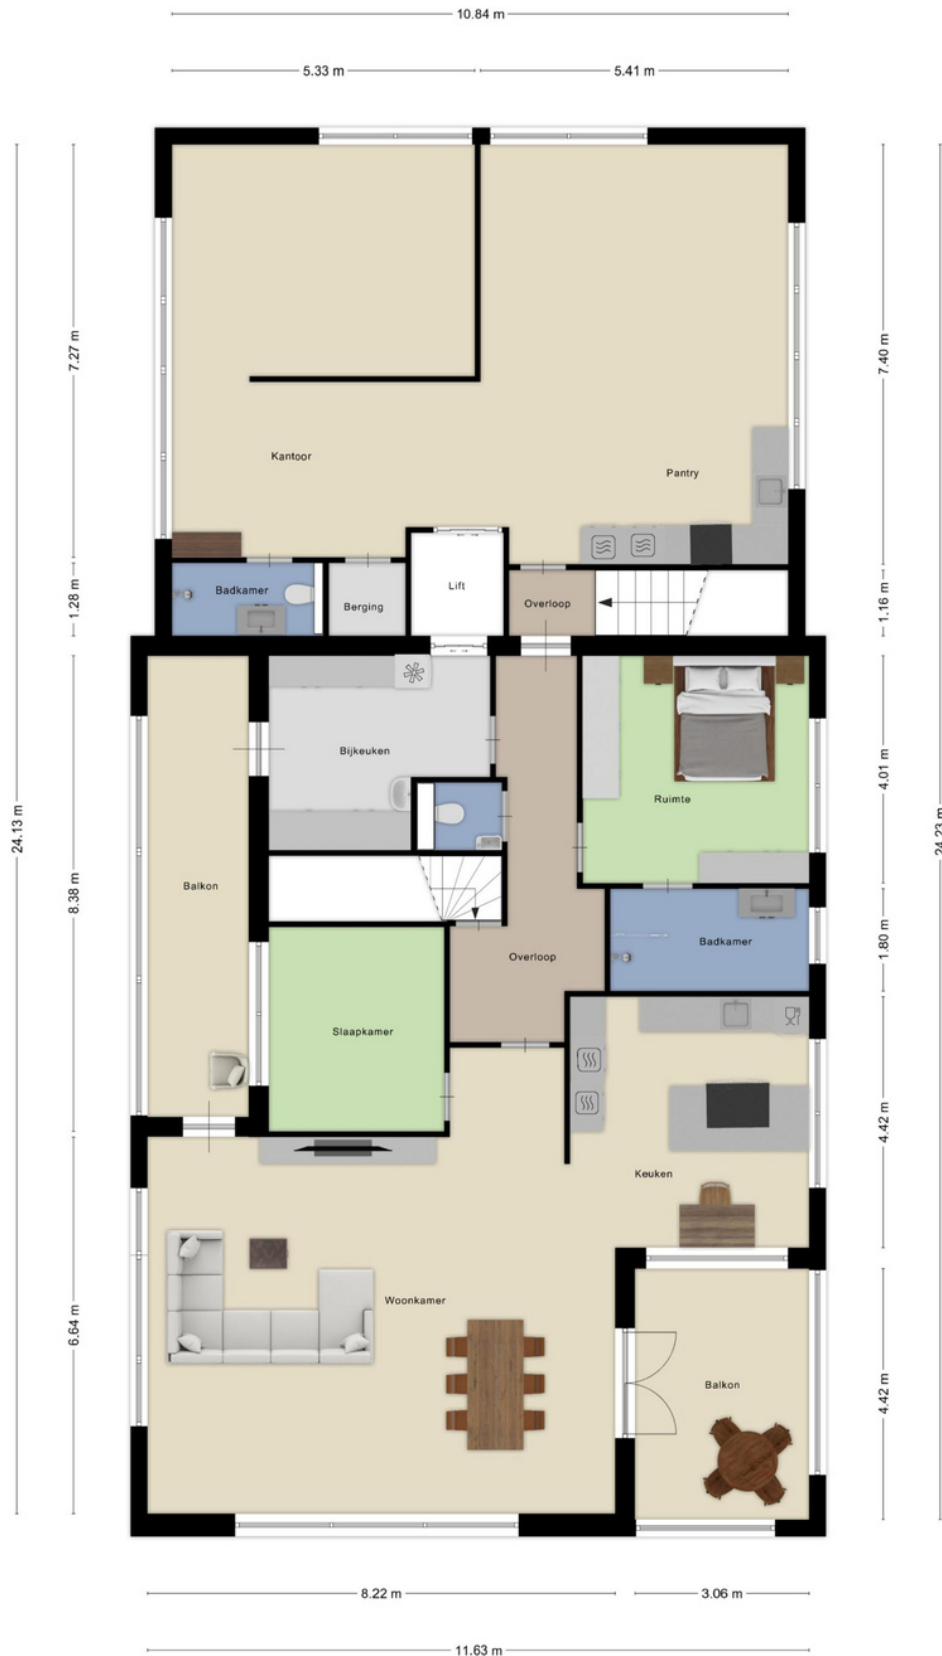 10.84 m
5.33 m
5.41 m
7.27 m
7.40 m
Kantoor
Pantry
1.28 m
Badkamer
Berging
Lift
Overloop
1.16 m
24.13 m
24.23 m
8.38 m
Bijkeuken
Ruimte
4.01 m
Balkon
Badkamer
1.80 m
Overloop
Slaapkamer
4.42 m
Keuken
6.64 m
Woonkamer
Balkon
4.42 m
8.22 m
3.06 m
11.63 m